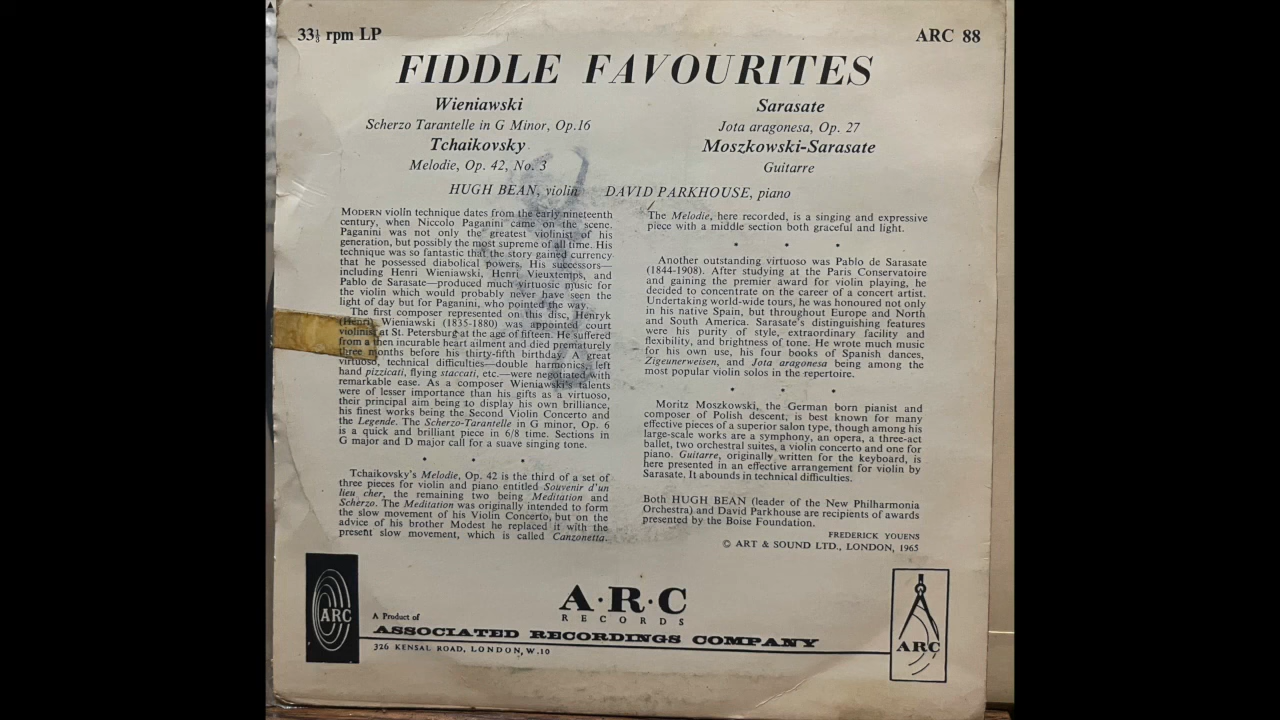 33⅓ rpm LP
ARC 88
FIDDLE FAVOURITES
Wieniawski
Scherzo Tarantelle in G Minor, Op.16
Tchaikovsky
Melodie, Op. 42, No. 3
Sarasate
Jota aragonesa, Op. 27
Moszkowski-Sarasate
Guitarre
HUGH BEAN, violin DAVID PARKHOUSE, piano
MODERN violin technique dates from the early nineteenth
century, when Niccolo Paganini came on the scene.
Paganini was not only the greatest violinist of his
generation, but possibly the most supreme of all time. His
technique was so fantastic that the story gained currency
that he possessed diabolical powers. His successors—
including Henri Wieniawski, Henri Vieuxtemps, and
Pablo de Sarasate—produced much virtuosic music for
the violin which would probably never have seen the
light of day but for Paganini, who pointed the way.
The first composer represented on this disc, Henryk
(Henri) Wieniawski (1835-1880) was appointed court
violinist at St. Petersburg at the age of fifteen. He suffered
from a then incurable heart ailment and died prematurely
three months before his thirty-fifth birthday. A great
virtuoso, technical difficulties—double harmonics, left
hand pizzicati, flying staccati, etc.—were negotiated with
remarkable ease. As a composer Wieniawski's talents
were of lesser importance than his gifts as a virtuoso,
their principal aim being to display his own brilliance,
his finest works being the Second Violin Concerto and
the Legende. The Scherzo-Tarantelle in G minor, Op. 6
is a quick and brilliant piece in 6/8 time. Sections in
G major and D major call for a suave singing tone.
Tchaikovsky's Melodie, Op. 42 is the third of a set of
three pieces for violin and piano entitled Souvenir d'un
lieu cher, the remaining two being Meditation and
Scherzo. The Meditation was originally intended to form
the slow movement of his Violin Concerto, but on the
advice of his brother Modest he replaced it with the
present slow movement, which is called Canzonetta.
The Melodie, here recorded, is a singing and expressive
piece with a middle section both graceful and light.
Another outstanding virtuoso was Pablo de Sarasate
(1844-1908). After studying at the Paris Conservatoire
and gaining the premier award for violin playing, he
decided to concentrate on the career of a concert artist.
Undertaking world-wide tours, he was honoured not only
in his native Spain, but throughout Europe and North
and South America. Sarasate's distinguishing features
were his purity of style, extraordinary facility and
flexibility, and brightness of tone. He wrote much music
for his own use, his four books of Spanish dances,
Zigeunerweisen, and Jota aragonesa being among the
most popular violin solos in the repertoire.
Moritz Moszkowski, the German born pianist and
composer of Polish descent, is best known for many
effective pieces of a superior salon type, though among his
large-scale works are a symphony, an opera, a three-act
ballet, two orchestral suites, a violin concerto and one for
piano. Guitarre, originally written for the keyboard, is
here presented in an effective arrangement for violin by
Sarasate. It abounds in technical difficulties.
Both HUGH BEAN (leader of the New Philharmonia
Orchestra) and David Parkhouse are recipients of awards
presented by the Boise Foundation.
FREDERICK YOUENS
© ART & SOUND LTD., LONDON, 1965
ARC
A·R·C
RECORDS
A Product of
ASSOCIATED RECORDINGS COMPANY
326 KENSAL ROAD, LONDON, W.10
ARC